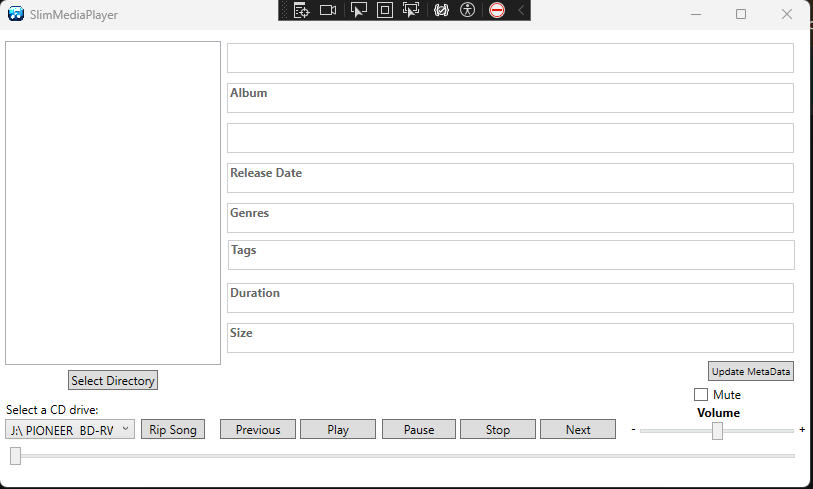 SlimMediaPlayer
Album
Release Date
Genres
Tags
Duration
Size
Update MetaData
Select Directory
Mute
Select a CD drive:
Volume
J:\ PIONEER BD-RW
Rip Song
Previous
Play
Pause
Stop
Next
- +